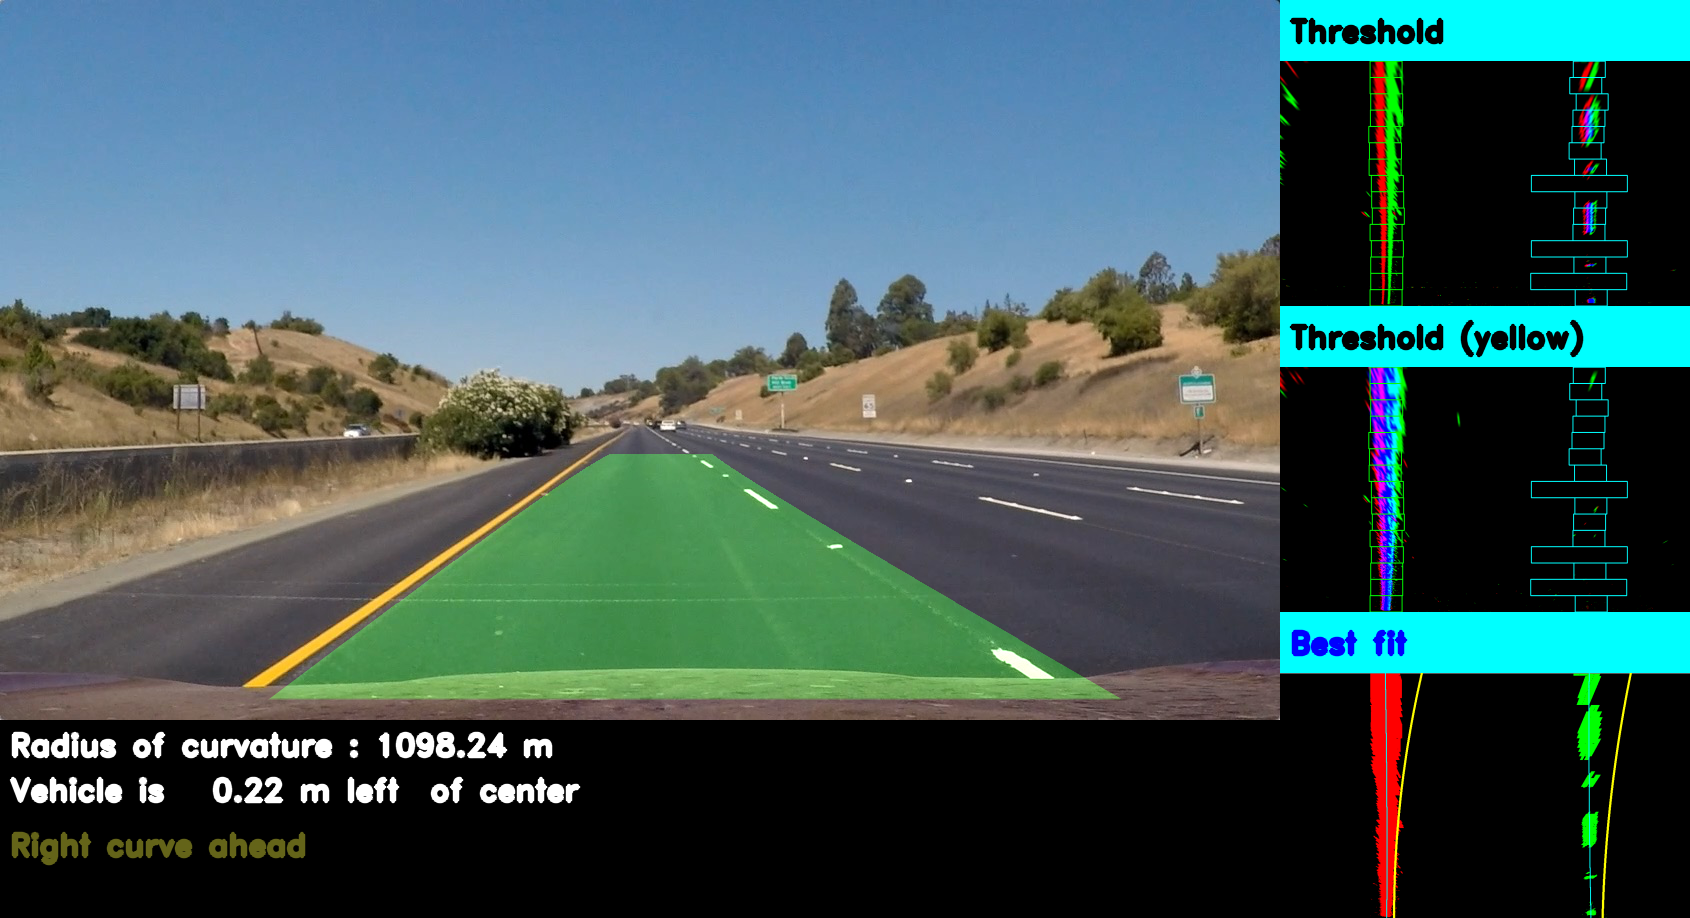 Threshold
Threshold (yellow)
Best fit
Radius of curvature : 1098.24 m
Vehicle is 0.22 m left of center
Right curve ahead